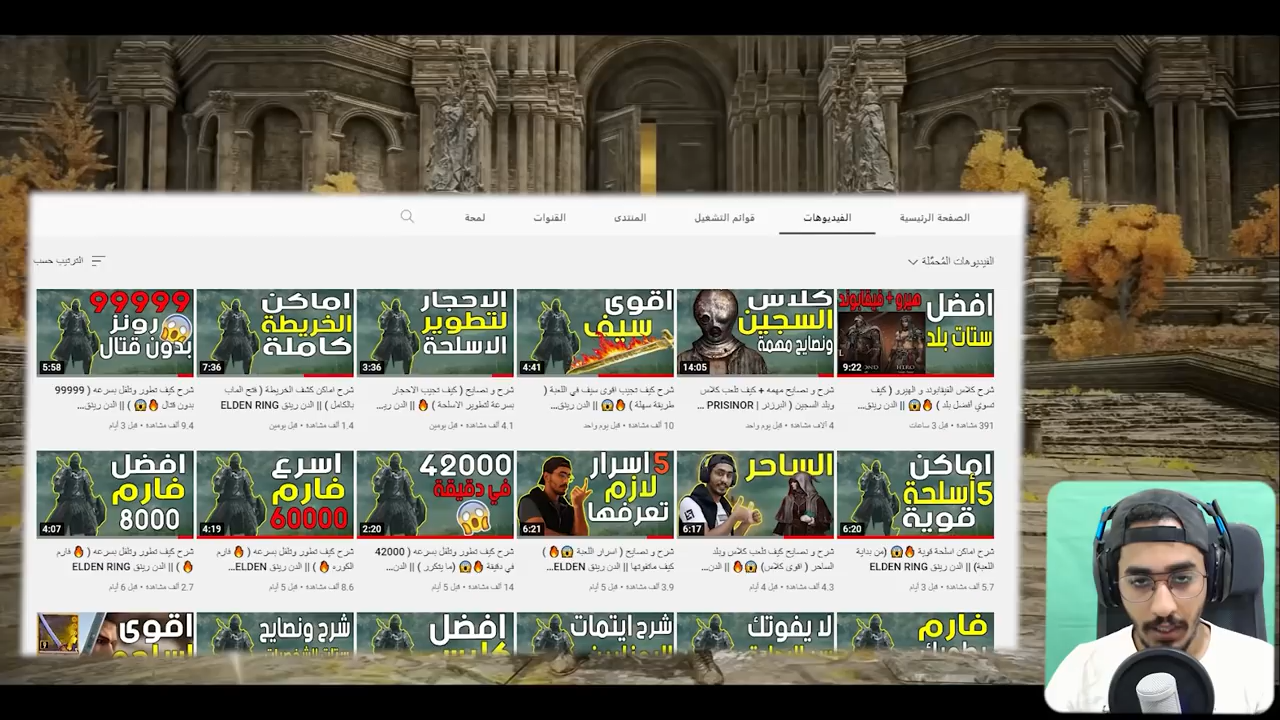 الصفحة الرئيسية
الفيديوهات
قوائم التشغيل
المنتدى
القنوات
لمحة
الفيديوهات المُحمَّلة
الترتيب حسب
هيرو + فيقابوند
افضل
ستات بلد
9:22
شرح كلاس الفيقابوند و الهيرو ( كيف
تسوي أفضل بلد ) 🔥😱 || الدن رينق...
391 مشاهدة • قبل 3 ساعات
كلاس
السجين
ونصايح مهمة
14:05
شرح و نصايح مهمه + كيف تلعب كلاس
وبلد السجين ( البرزنر | PRISINOR ...
4 آلاف مشاهدة • قبل يوم واحد
اقوى
سيف
4:41
شرح كيف تجيب اقوى سيف في اللعبة (
طريقة سهلة ) 🔥😱 || الدن رينق...
10 آلاف مشاهدة • قبل يوم واحد
الاحجار
لتطوير
الاسلحة
3:36
شرح و نصايح ( كيف تجيب الاحجار
بسرعة لتطوير الاسلحة ) 🔥 || الدن ريـ...
4.1 ألف مشاهدة • قبل يومين
اماكن
الخريطة
كاملة
7:36
شرح اماكن كشف الخريطة ( فتح الماب
بالكامل ) || الدن رينق ELDEN RING
1.4 ألف مشاهدة • قبل يومين
99999
رونز
بدون قتال
5:58
شرح كيف تطور وتلفل بسرعه ( 99999
بدون قتال 🔥😱 ) || الدن رينق...
9.4 ألف مشاهدة • قبل 3 أيام
اماكن
5أسلحة
قوية
6:20
شرح اماكن اسلحة قوية 🔥😱 (من بداية
اللعبة) || الدن رينق ELDEN RING
5.7 ألف مشاهدة • قبل 3 أيام
الساحر
6:17
شرح و نصايح كيف تلعب كلاس وبلد
الساحر ( اقوى كلاس) 😱🔥 || الدن...
4.3 ألف مشاهدة • قبل 4 أيام
5 اسرار
لازم
تعرفها
6:21
شرح و نصايح ( اسرار اللعبة 😱🔥 )
كيف ماتفوتها || الدن رينق ELDEN...
3.9 ألف مشاهدة • قبل 5 أيام
42000
في دقيقة
2:20
شرح كيف تطور وتلفل بسرعه ( 42000
في دقيقة 🔥😱 (ما يتكرر ) || الدن...
14 ألف مشاهدة • قبل 5 أيام
اسرع
فارم
60000
4:19
شرح كيف تطور وتلفل بسرعه ( 🔥 فارم
الكوره 🔥 ) || الدن رينق ELDEN...
8.6 ألف مشاهدة • قبل 5 أيام
افضل
فارم
8000
4:07
شرح كيف تطور وتلفل بسرعه ( 🔥 فارم
🔥 ) || الدن رينق ELDEN RING
2.7 ألف مشاهدة • قبل 6 أيام
فارم
لا يفوتك
شرح ايتمات
افضل
شرح ونصايح
ستات الشخصيات
اقوى
اسلحة